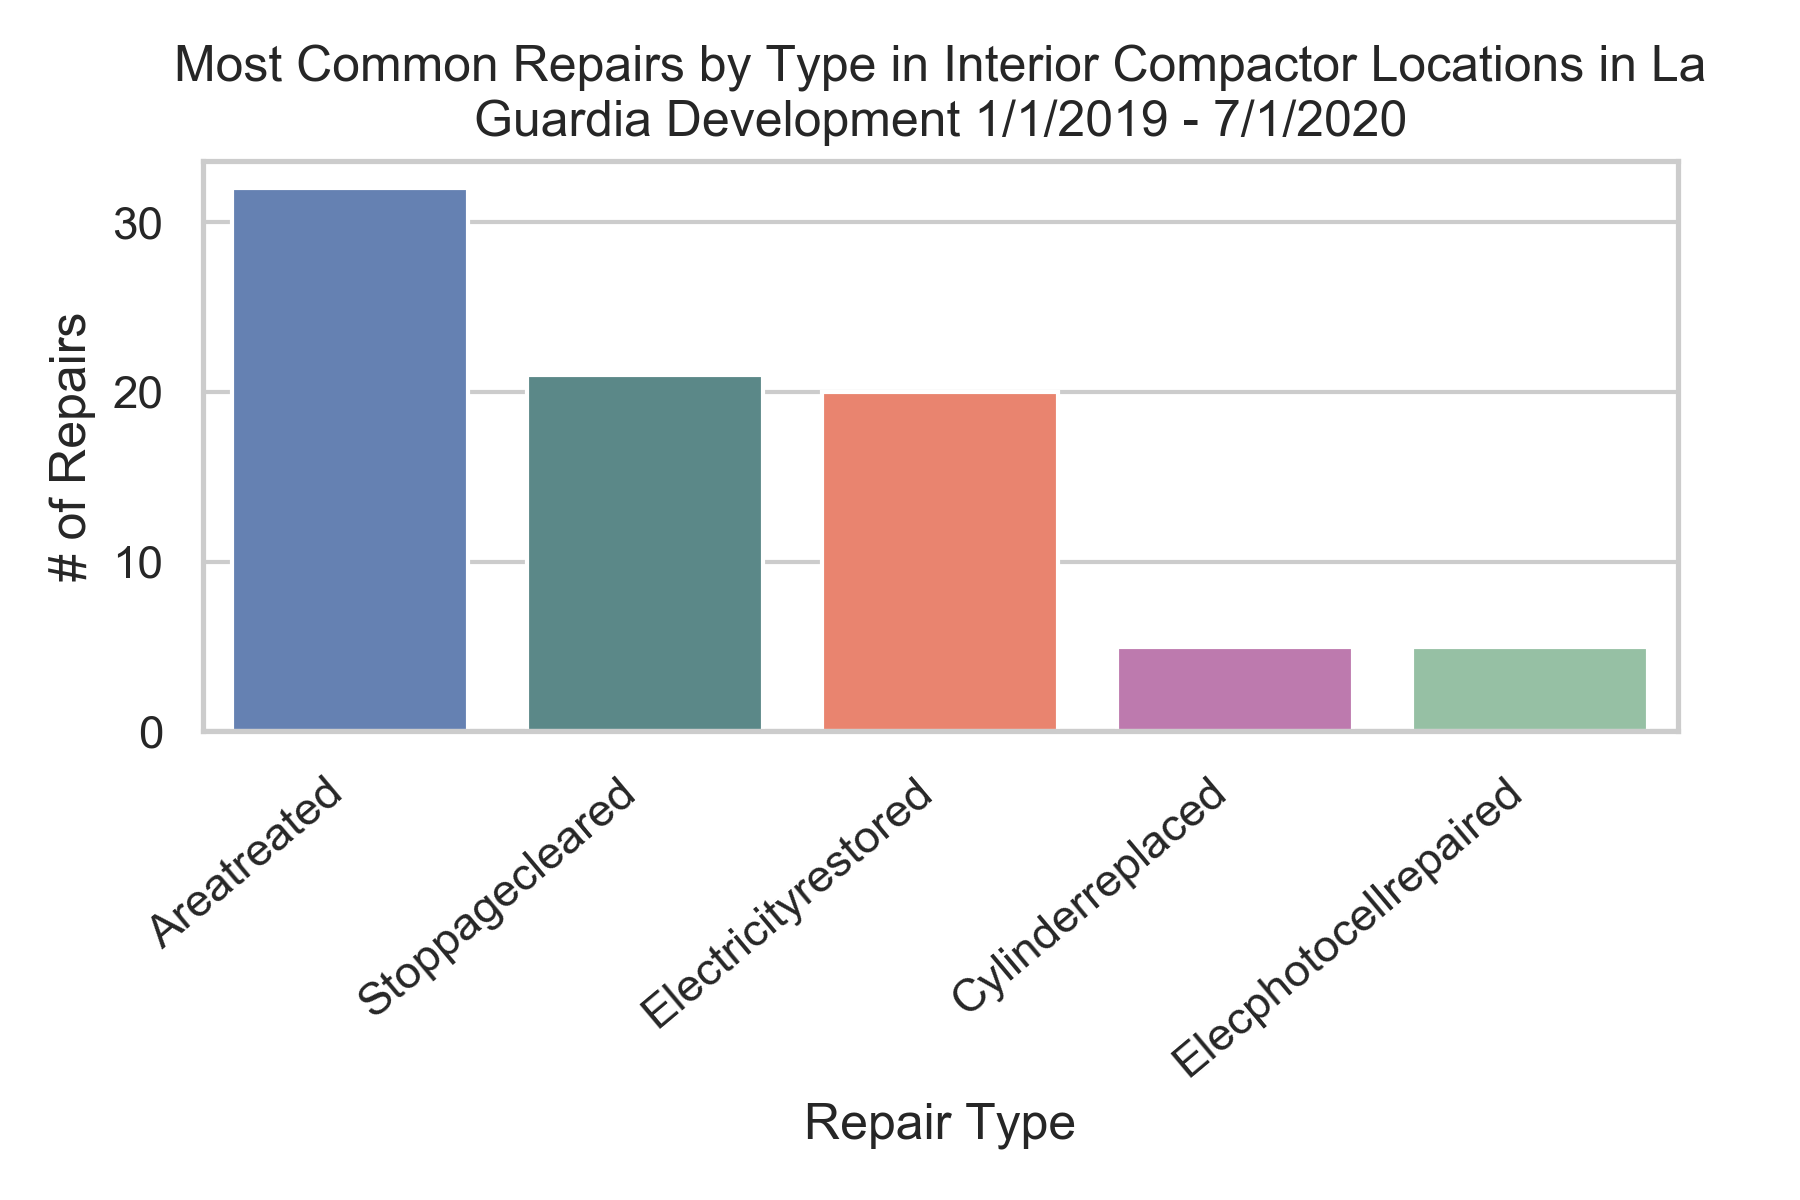 Most Common Repairs by Type in Interior Compactor Locations in La
Guardia Development 1/1/2019 - 7/1/2020
# of Repairs
30
20
10
0
Areatreated
Stoppagecleared
Electricityrestored
Cylinderreplaced
Elecphotocellrepaired
Repair Type